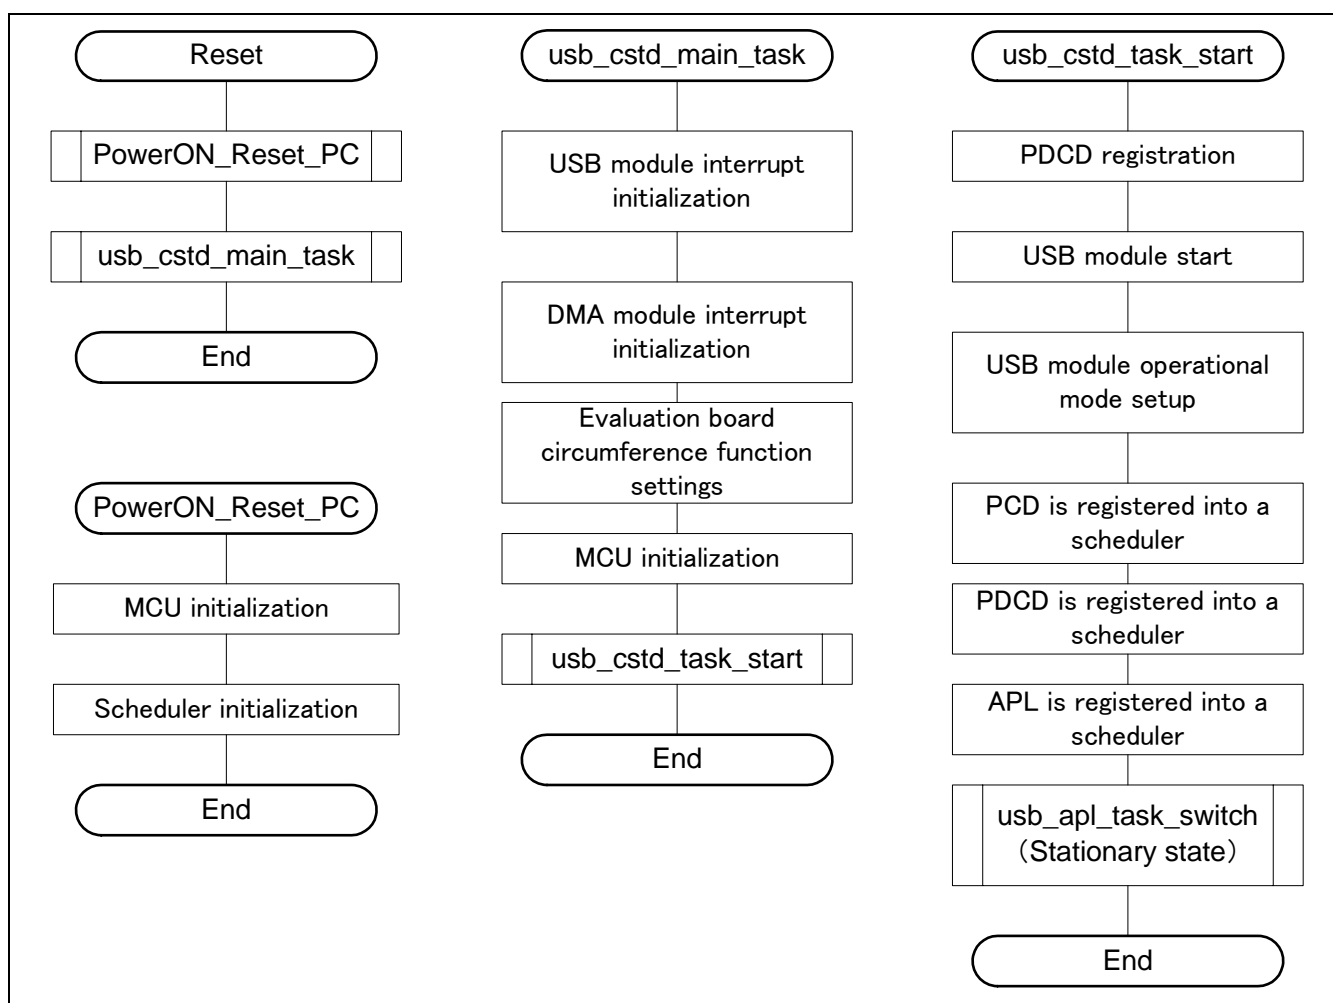 Reset
PowerON_Reset_PC
usb_cstd_main_task
End
PowerON_Reset_PC
MCU initialization
Scheduler initialization
End
usb_cstd_main_task
USB module interrupt
initialization
DMA module interrupt
initialization
Evaluation board
circumference function
settings
MCU initialization
usb_cstd_task_start
End
usb_cstd_task_start
PDCD registration
USB module start
USB module operational
mode setup
PCD is registered into a
scheduler
PDCD is registered into a
scheduler
APL is registered into a
scheduler
usb_apl_task_switch
（Stationary state）
End